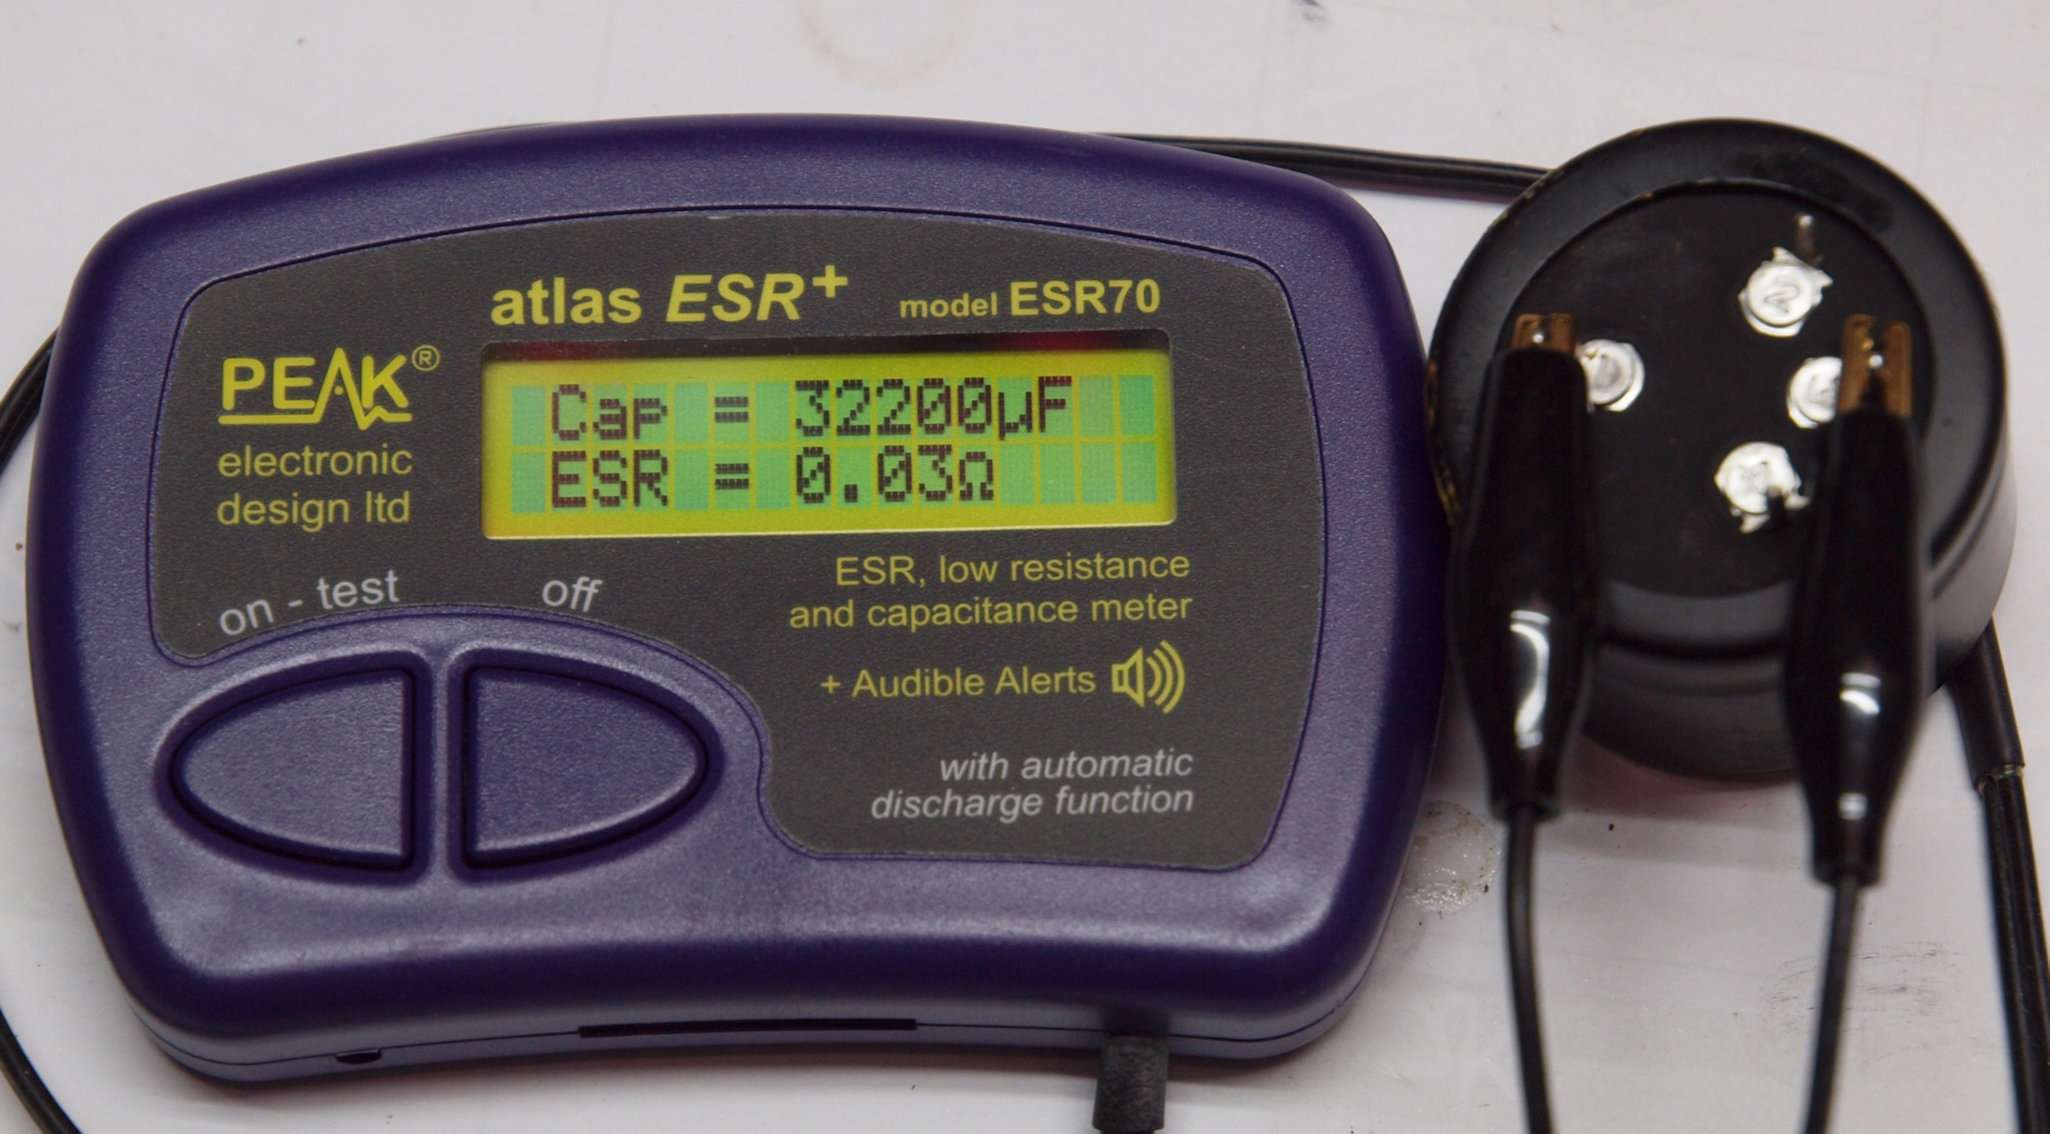 atlas ESR+ model ESR70
PEAK®
electronic
design ltd
Cap = 32200µF
ESR = 0.03Ω
on - test off
ESR, low resistance
and capacitance meter
+ Audible Alerts
with automatic
discharge function
2